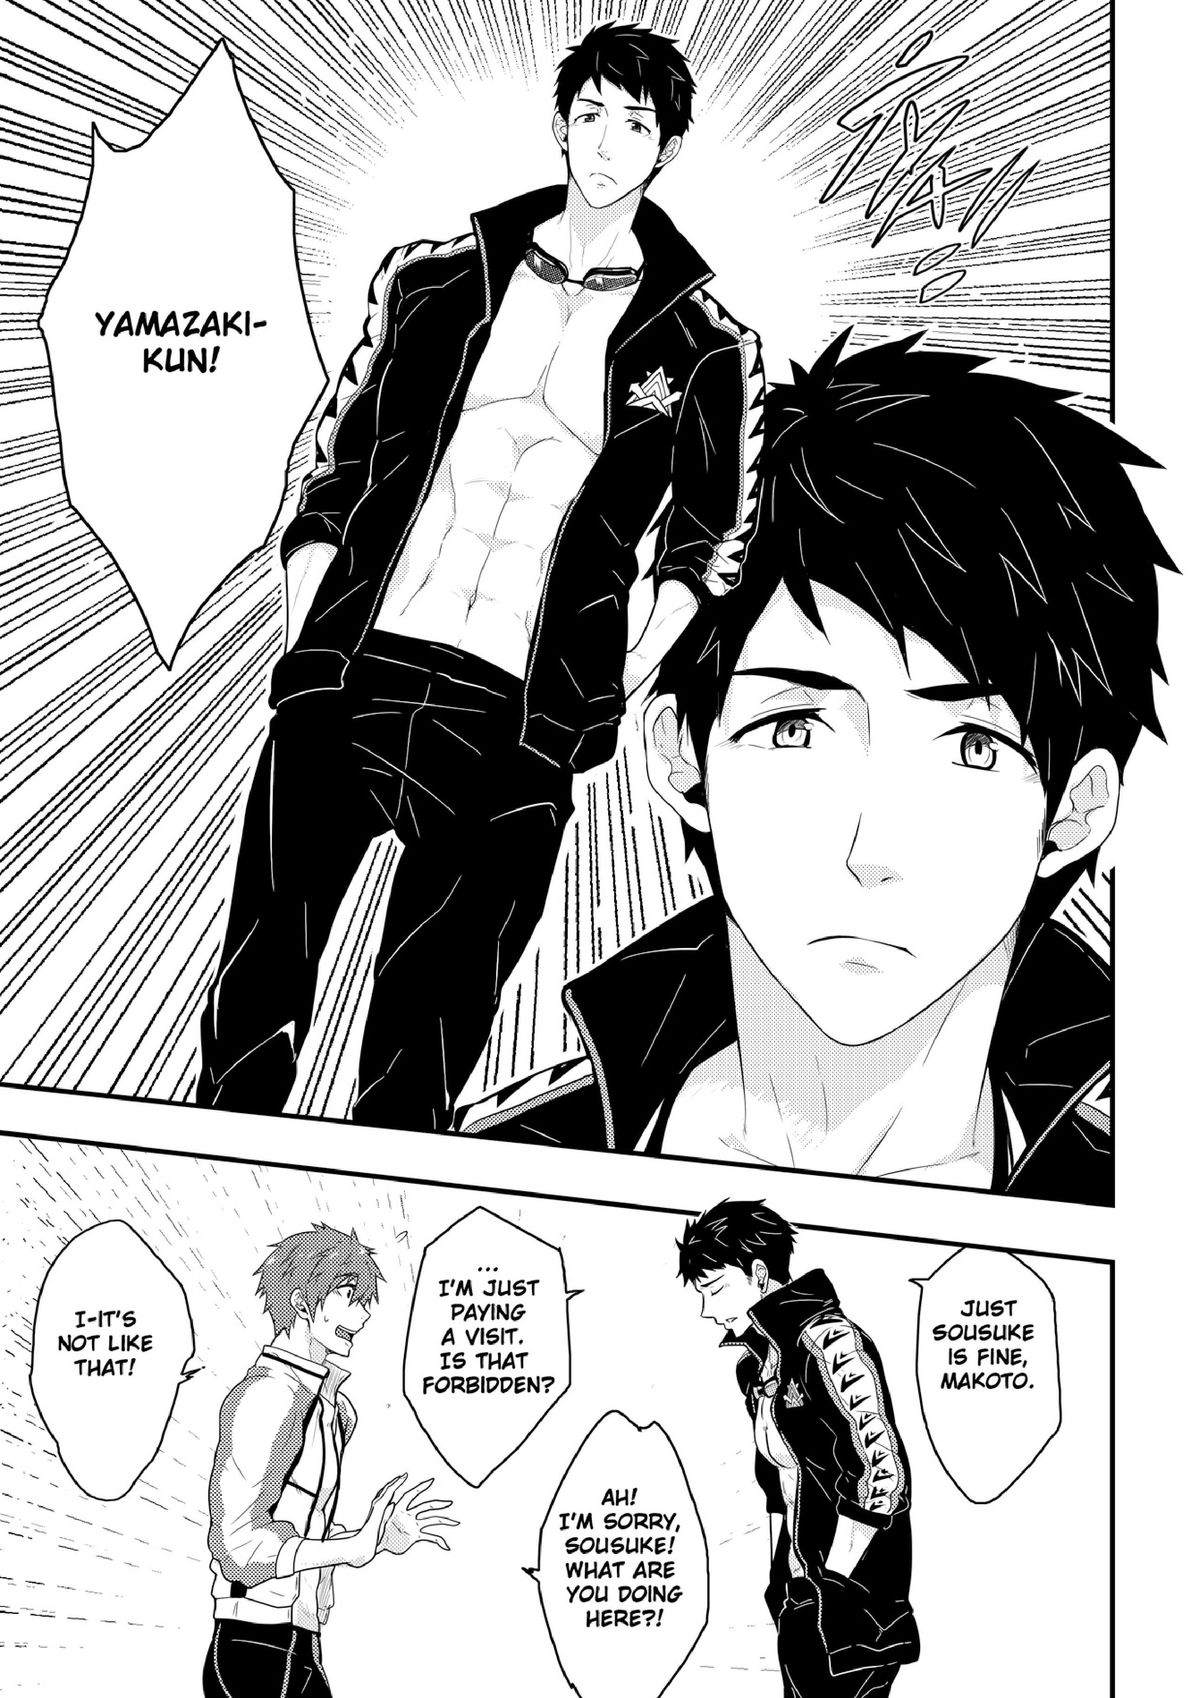 YAMAZAKI-
KUN!
JUST
SOUSUKE
IS FINE,
MAKOTO.
AH!
I'M SORRY,
SOUSUKE!
WHAT ARE
YOU DOING
HERE?!
...
I'M JUST
PAYING
A VISIT.
IS THAT
FORBIDDEN?
I-IT'S
NOT LIKE
THAT!